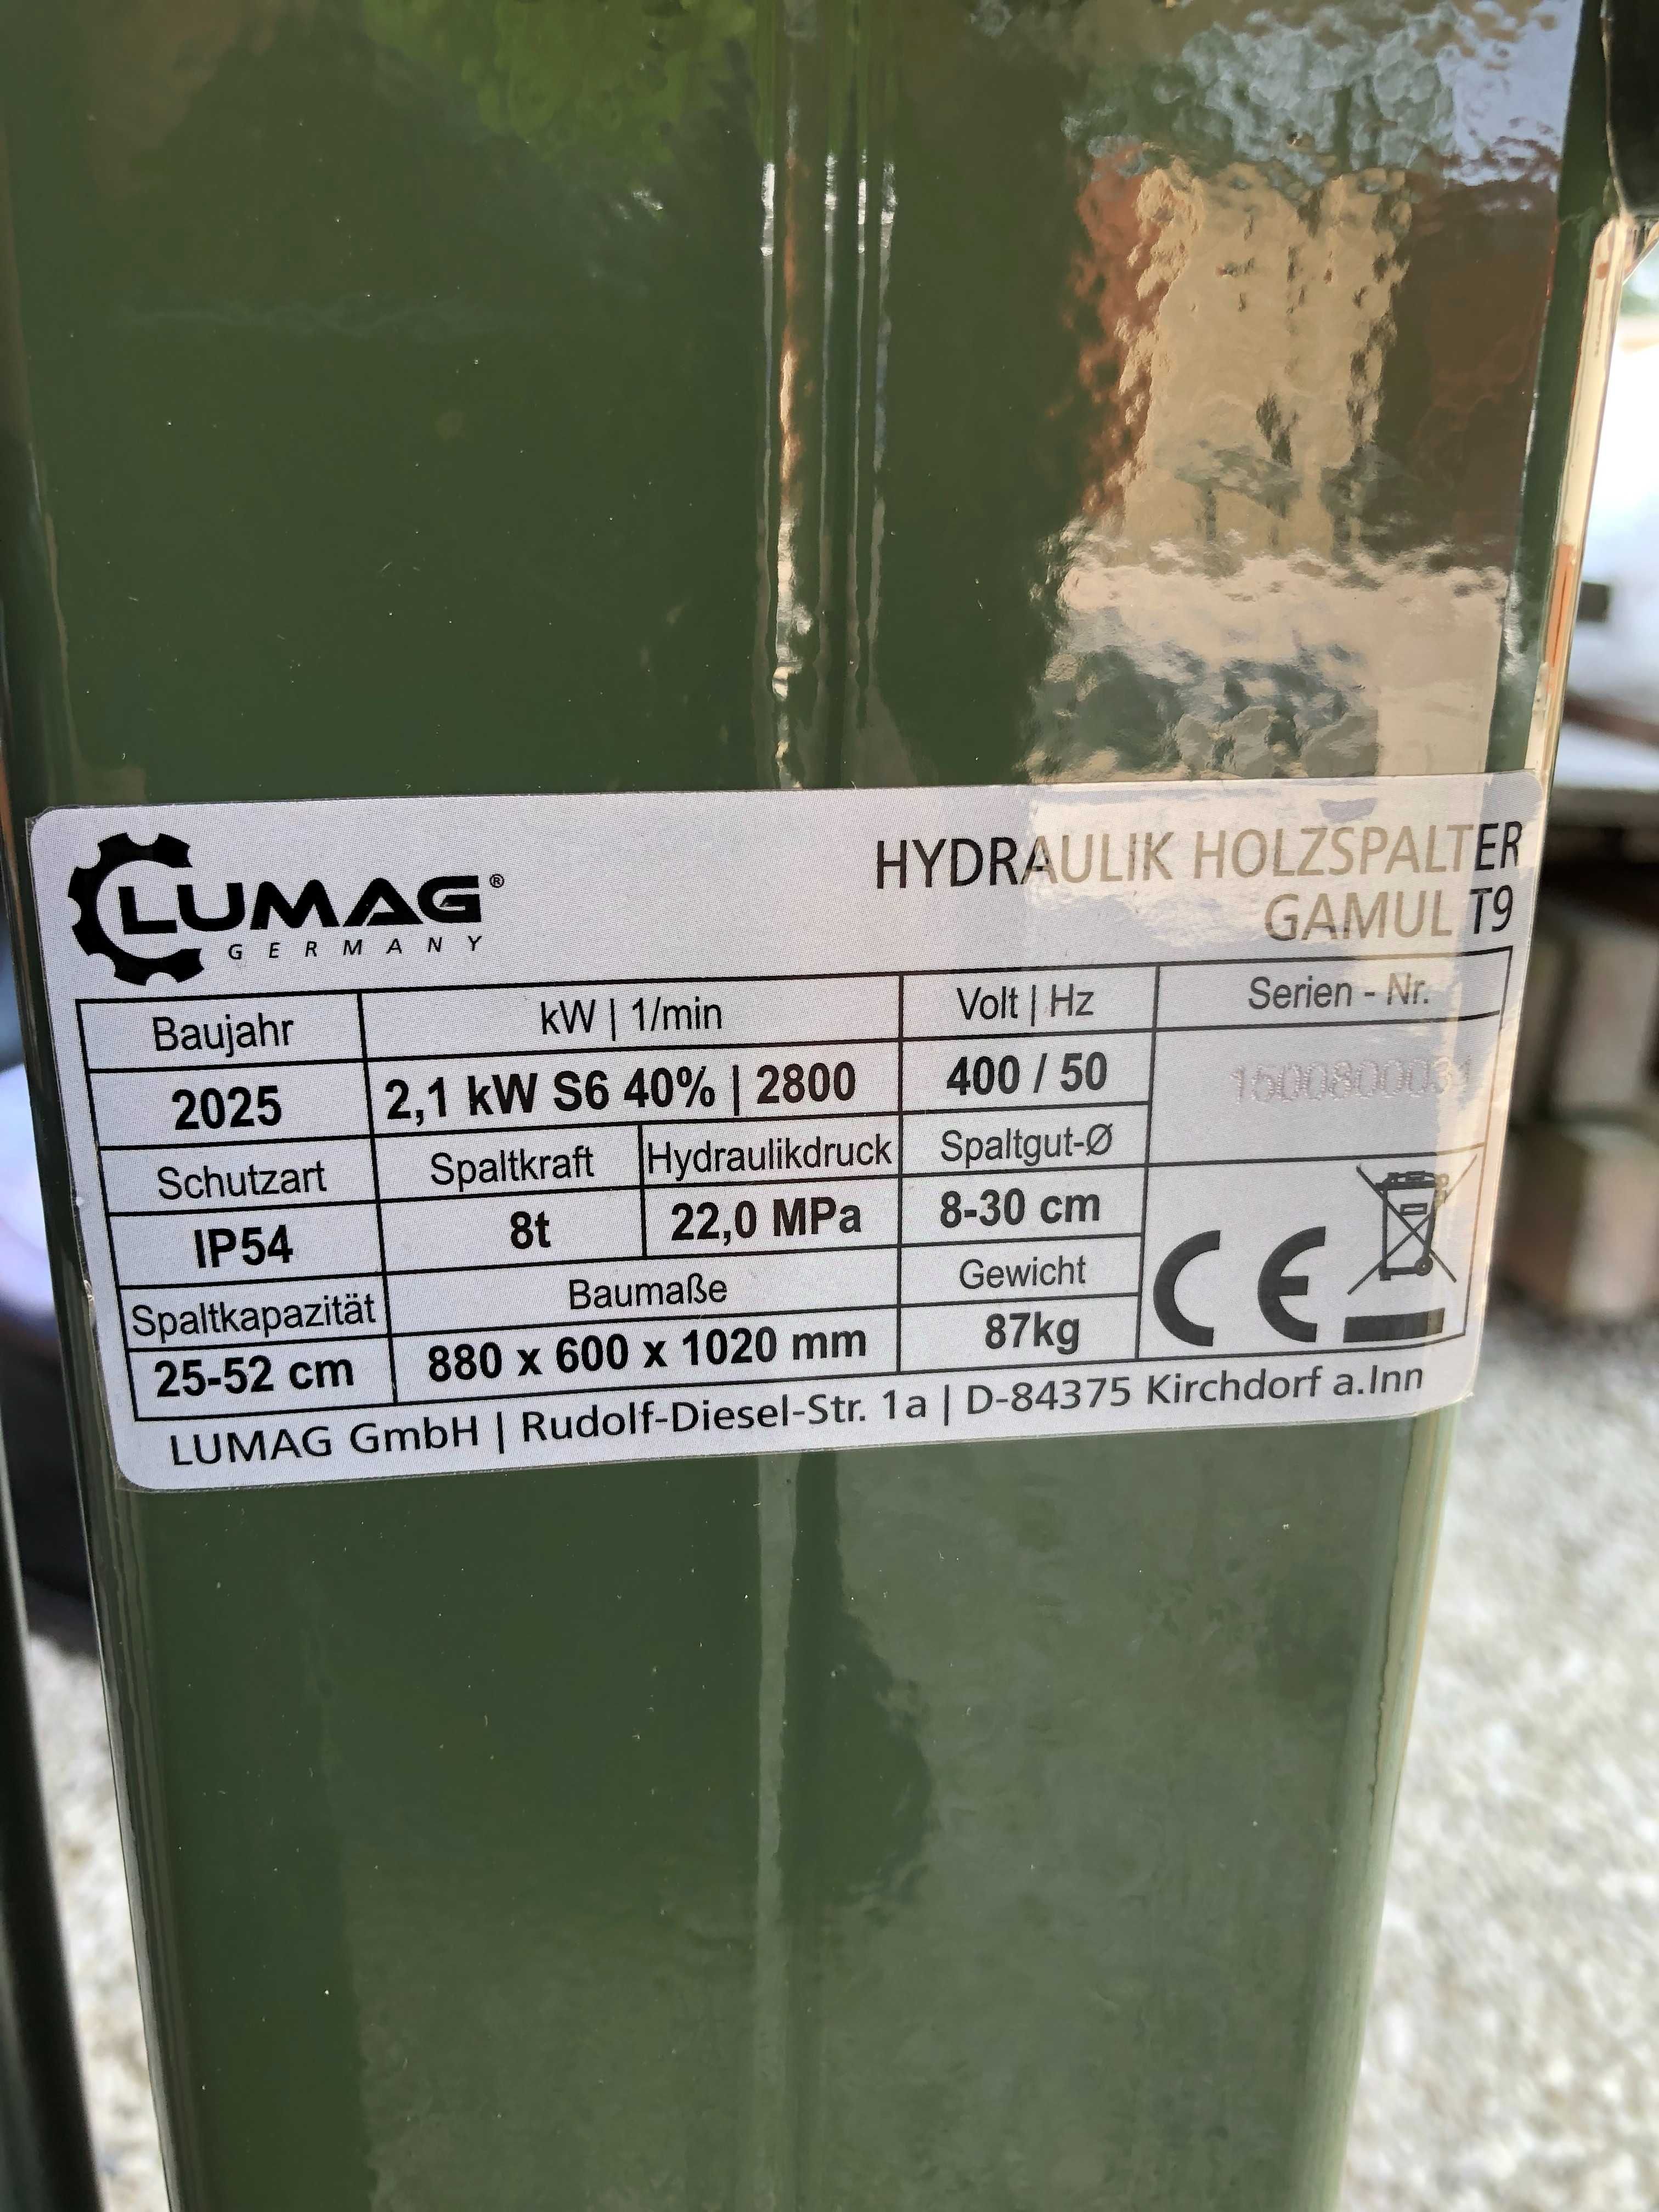 LUMAG®
GERMANY
HYDRAULIK HOLZSPALTER
GAMUL T9
Baujahr
kW | 1/min
Volt | Hz
Serien - Nr.
2025
2,1 kW S6 40% | 2800
400 / 50
Schutzart
Spaltkraft
Hydraulikdruck
Spaltgut-Ø
IP54
8t
22,0 MPa
8-30 cm
Spaltkapazität
Baumaße
Gewicht
25-52 cm
880 x 600 x 1020 mm
87kg
CE
LUMAG GmbH | Rudolf-Diesel-Str. 1a | D-84375 Kirchdorf a.Inn